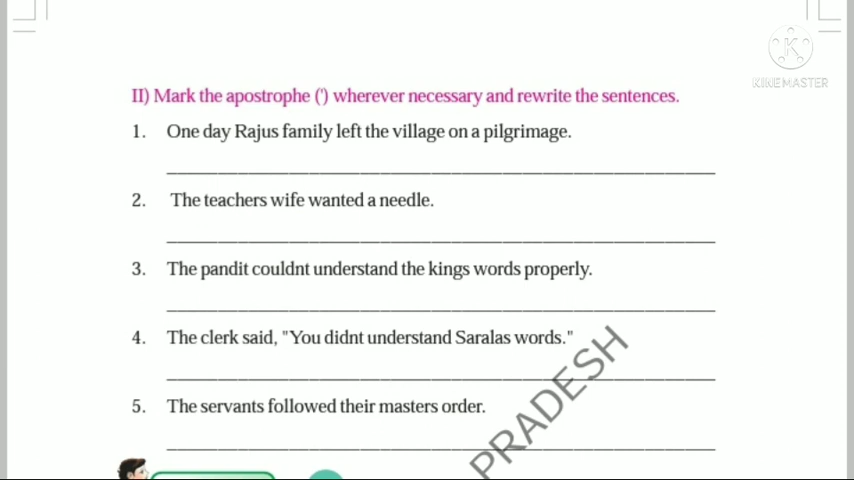 KINEMASTER
II) Mark the apostrophe (') wherever necessary and rewrite the sentences.
1. One day Rajus family left the village on a pilgrimage.
2. The teachers wife wanted a needle.
3. The pandit couldnt understand the kings words properly.
4. The clerk said, "You didnt understand Saralas words."
5. The servants followed their masters order.
PRADESH